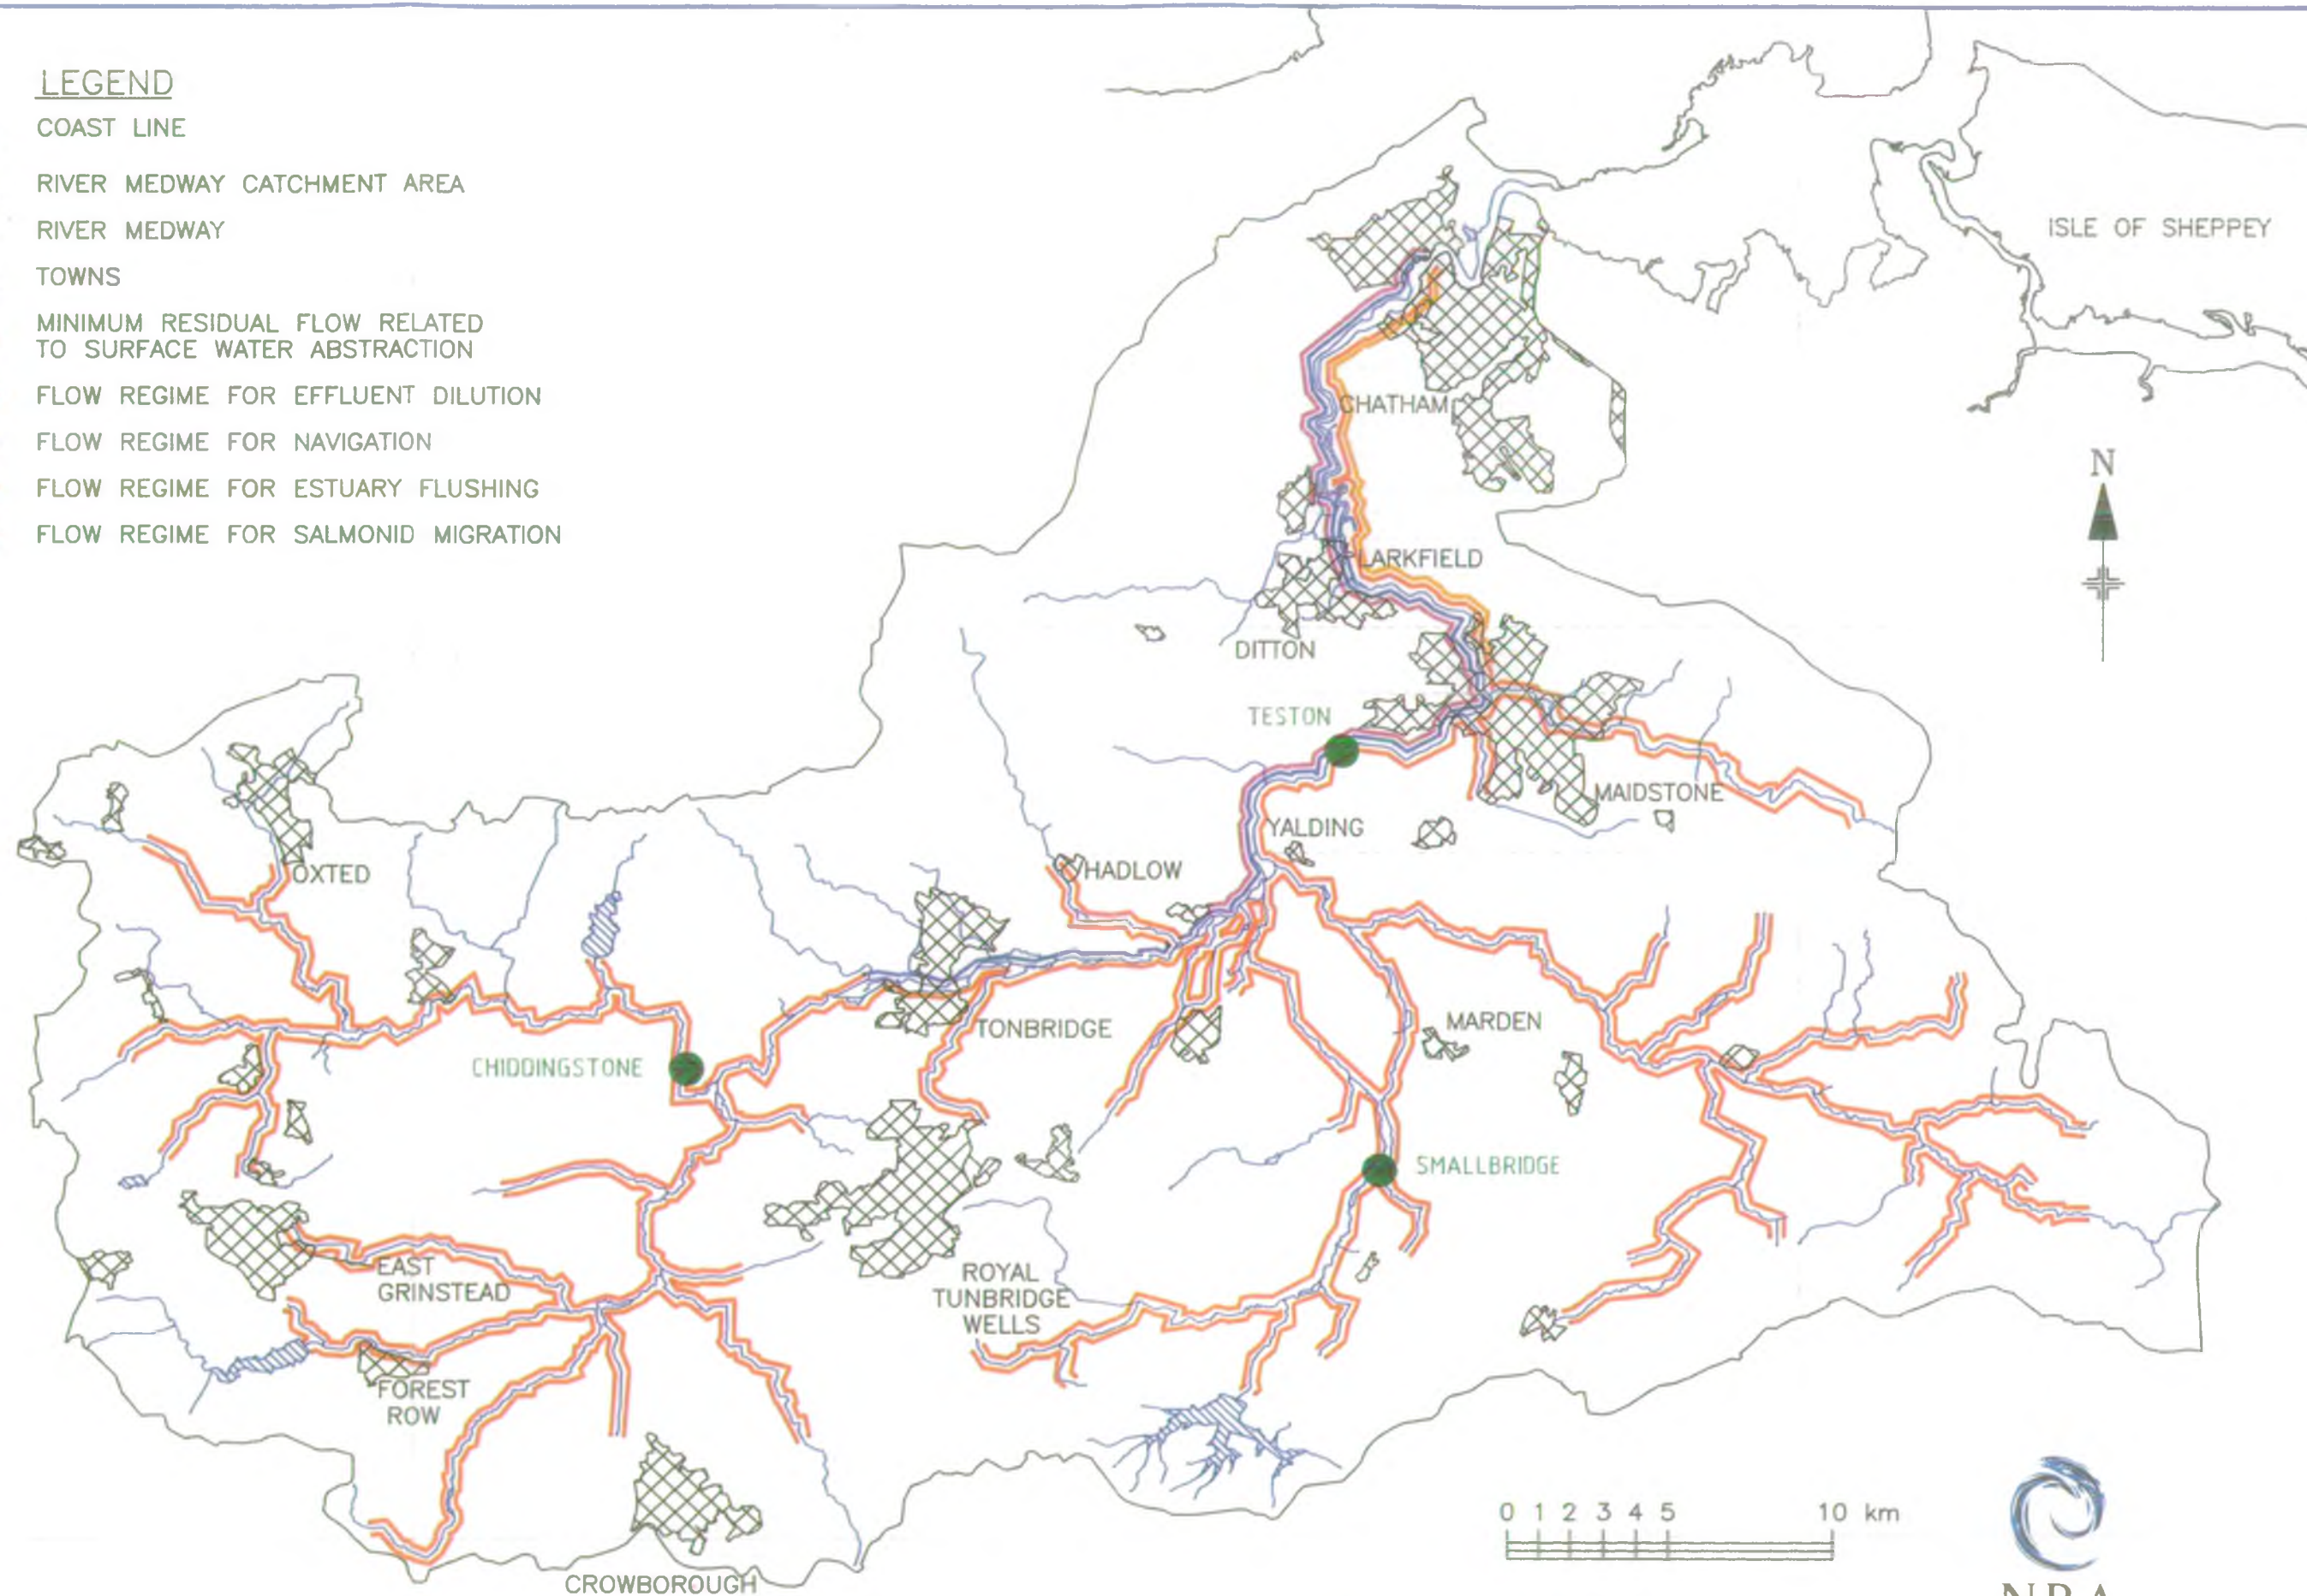 LEGEND
COAST LINE
RIVER MEDWAY CATCHMENT AREA
RIVER MEDWAY
TOWNS
MINIMUM RESIDUAL FLOW RELATED
TO SURFACE WATER ABSTRACTION
FLOW REGIME FOR EFFLUENT DILUTION
FLOW REGIME FOR NAVIGATION
FLOW REGIME FOR ESTUARY FLUSHING
FLOW REGIME FOR SALMONID MIGRATION
ISLE OF SHEPPEY
CHATHAM
N
LARKFIELD
DITTON
TESTON
MAIDSTONE
YALDING
HADLOW
OXTED
TONBRIDGE
MARDEN
CHIDDINGSTONE
SMALLBRIDGE
EAST
GRINSTEAD
ROYAL
TUNBRIDGE
WELLS
FOREST
ROW
CROWBOROUGH
0 1 2 3 4 5 10 km
NRA